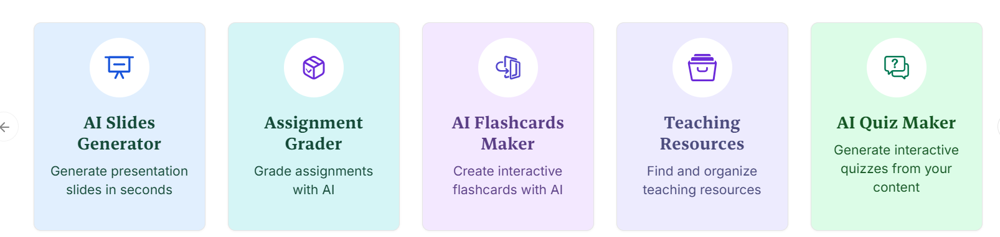 AI Slides
Generator
Generate presentation
slides in seconds
Assignment
Grader
Grade assignments
with AI
AI Flashcards
Maker
Create interactive
flashcards with AI
Teaching
Resources
Find and organize
teaching resources
AI Quiz Maker
Generate interactive
quizzes from your
content